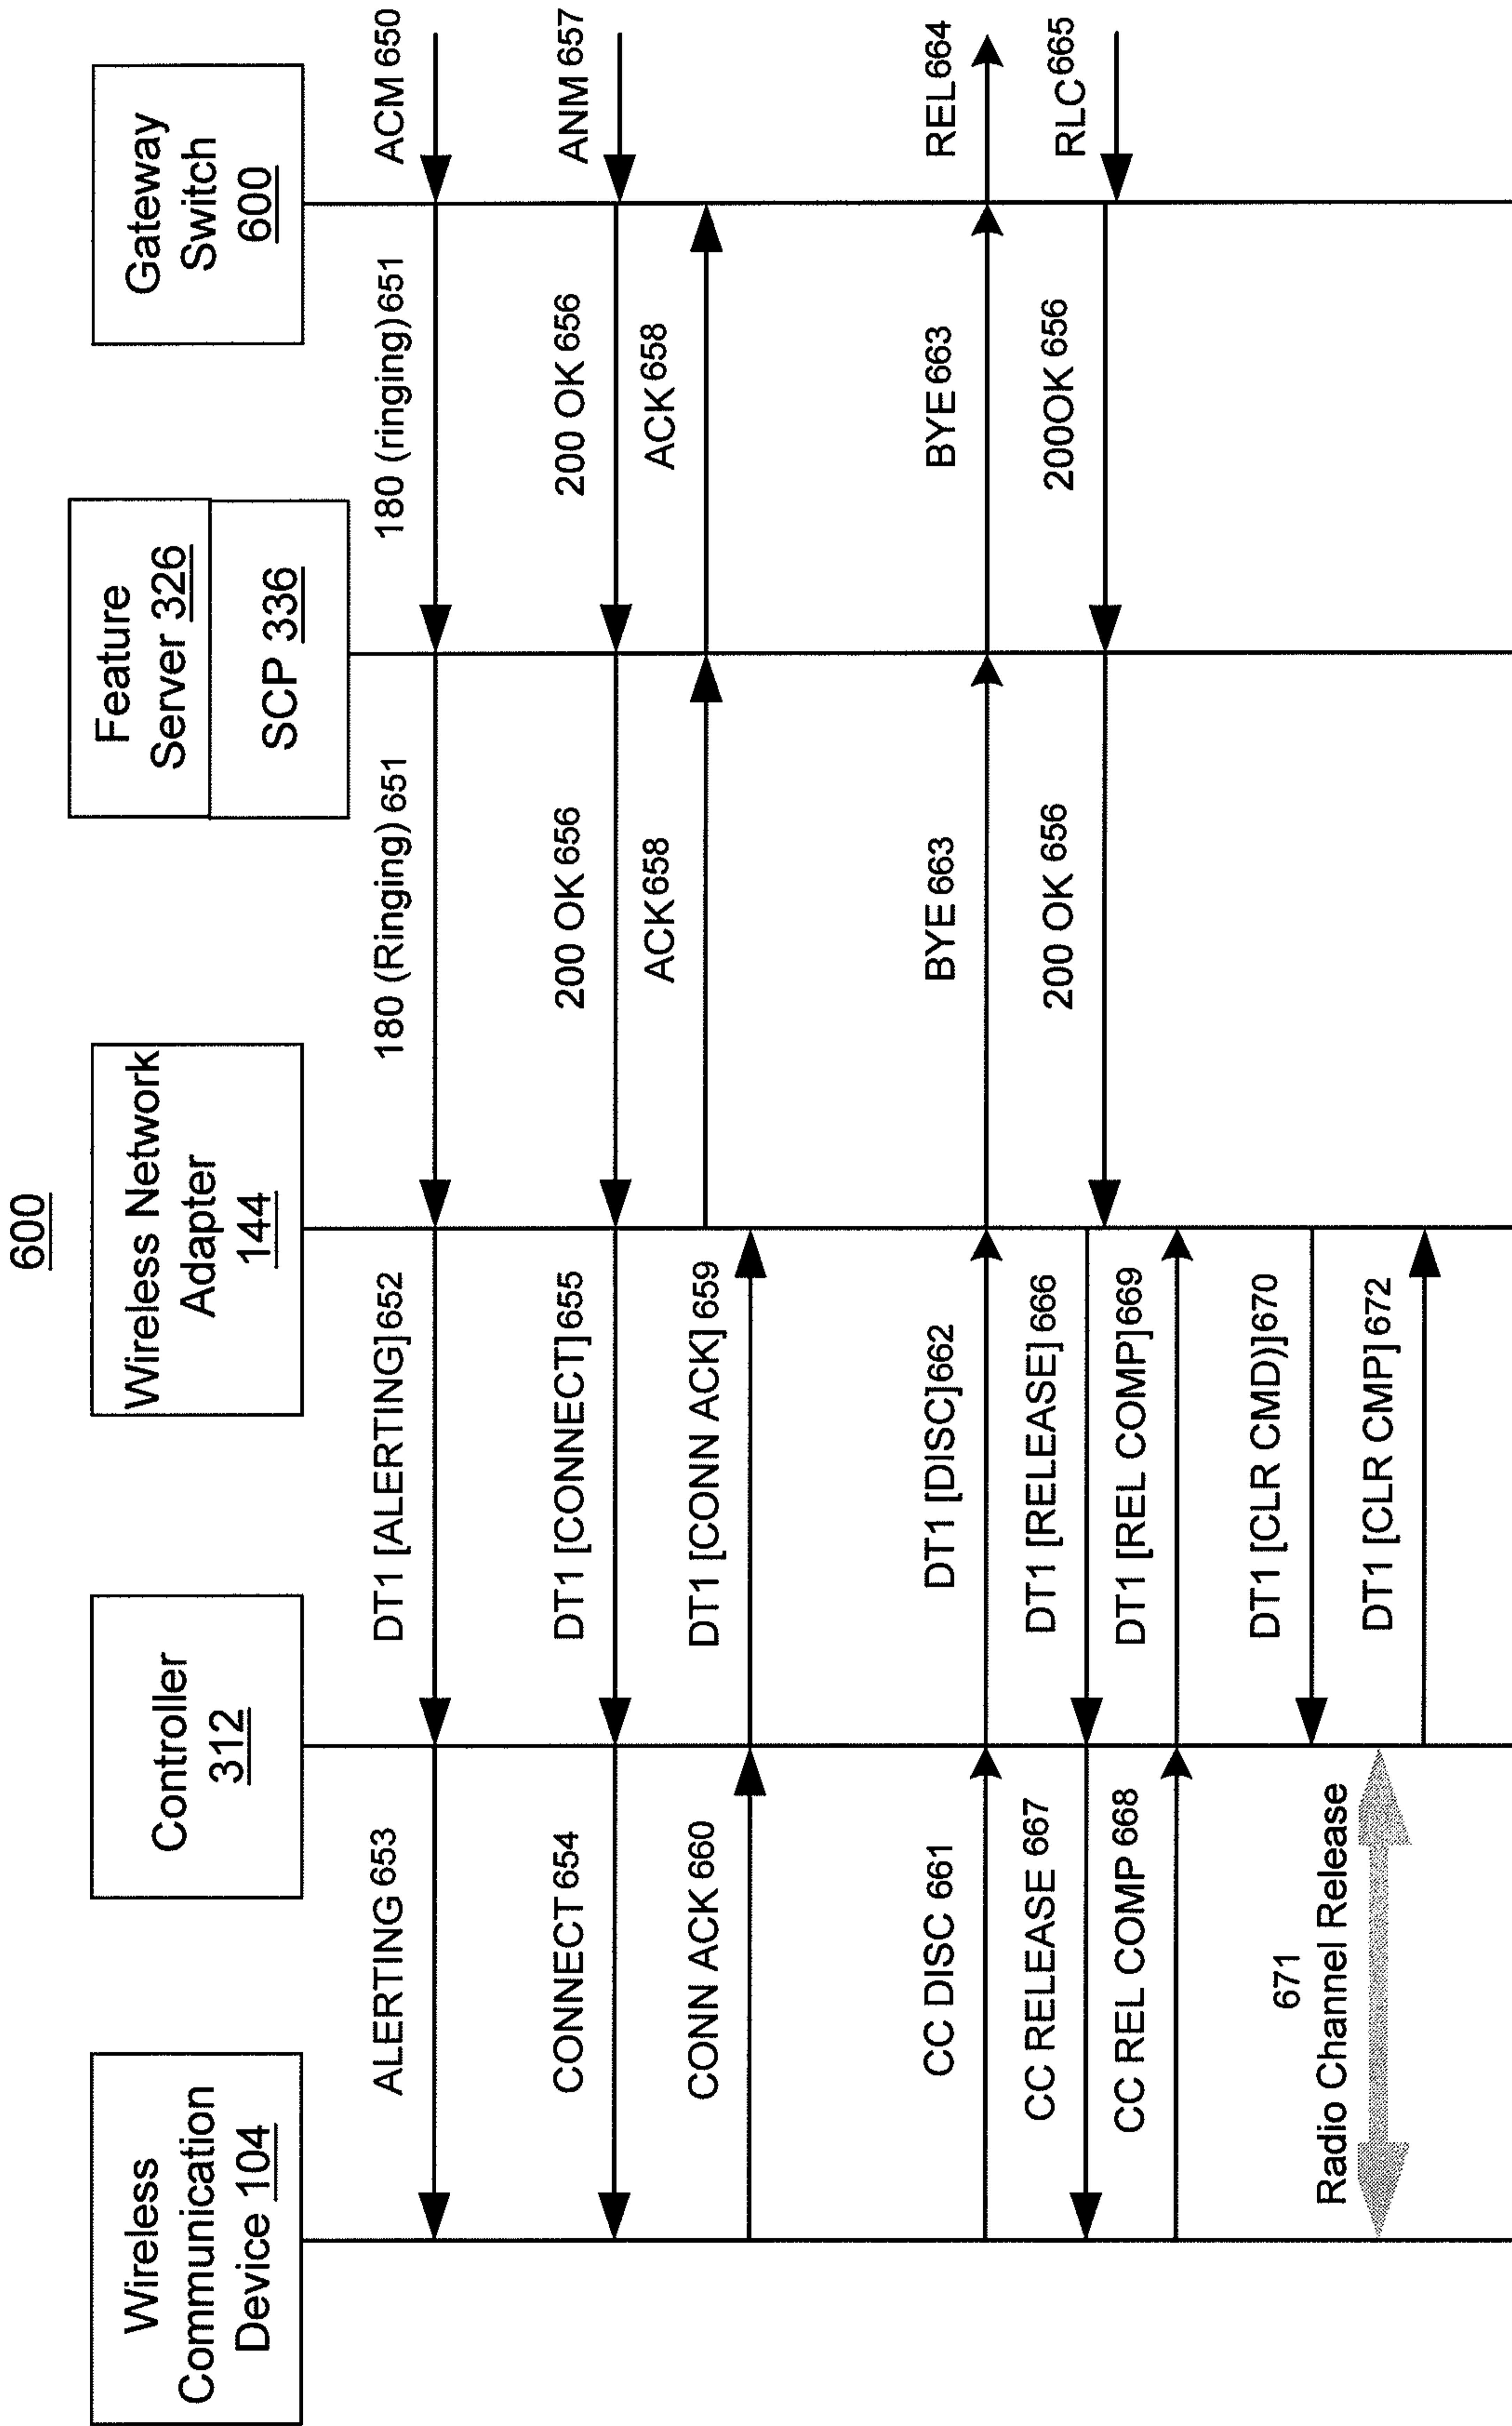 600
Wireless
Communication
Device 104
Controller
312
Wireless Network
Adapter
144
Feature
Server 326
SCP 336
Gateway
Switch
600
ALERTING 653
DT1 [ALERTING] 652
180 (Ringing) 651
180 (ringing) 651
ACM 650
CONNECT 654
DT1 [CONNECT] 655
200 OK 656
200 OK 656
ANM 657
CONN ACK 660
DT1 [CONN ACK] 659
ACK 658
ACK 658
CC DISC 661
DT1 [DISC] 662
BYE 663
BYE 663
REL 664
CC RELEASE 667
DT1 [RELEASE] 666
200 OK 656
200OK 656
RLC 665
CC REL COMP 668
DT1 [REL COMP] 669
DT1 [CLR CMD)] 670
671
Radio Channel Release
DT1 [CLR CMP] 672